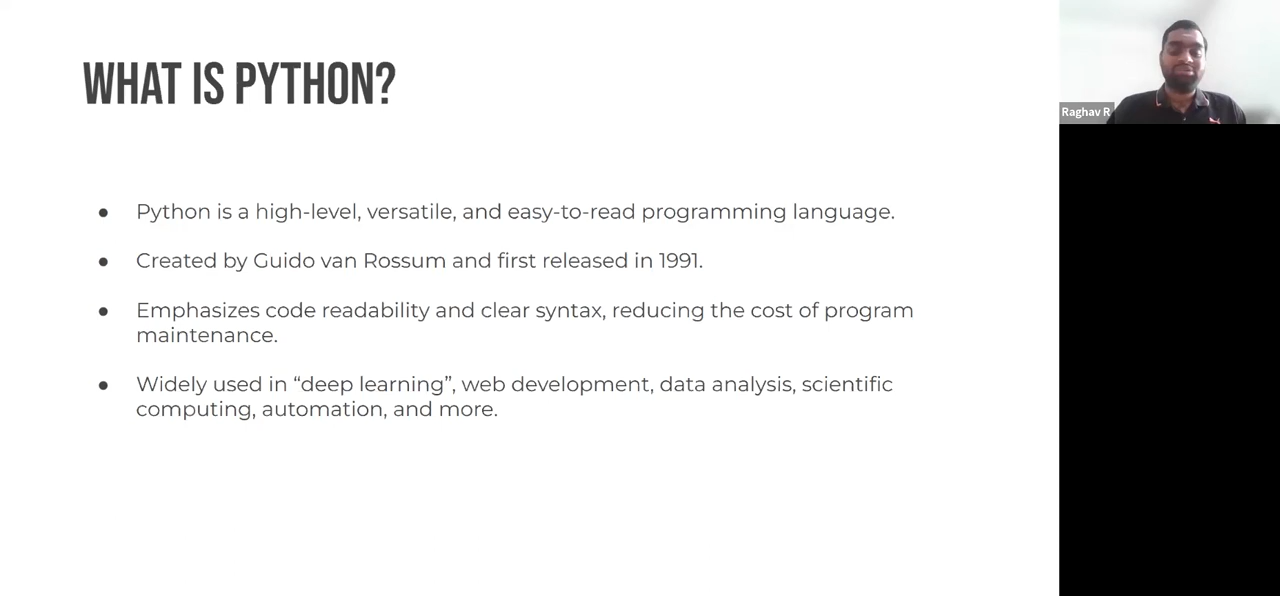 WHAT IS PYTHON?
● Python is a high-level, versatile, and easy-to-read programming language.
● Created by Guido van Rossum and first released in 1991.
● Emphasizes code readability and clear syntax, reducing the cost of program
maintenance.
● Widely used in “deep learning”, web development, data analysis, scientific
computing, automation, and more.
Raghav R